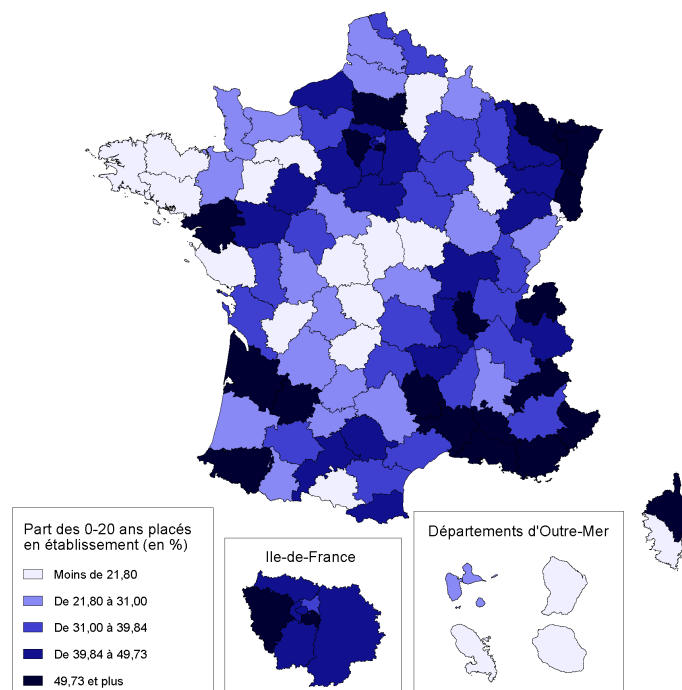 Part des 0-20 ans placés
en établissement (en %)
Moins de 21,80
De 21,80 à 31,00
De 31,00 à 39,84
De 39,84 à 49,73
49,73 et plus
Ile-de-France
Départements d'Outre-Mer